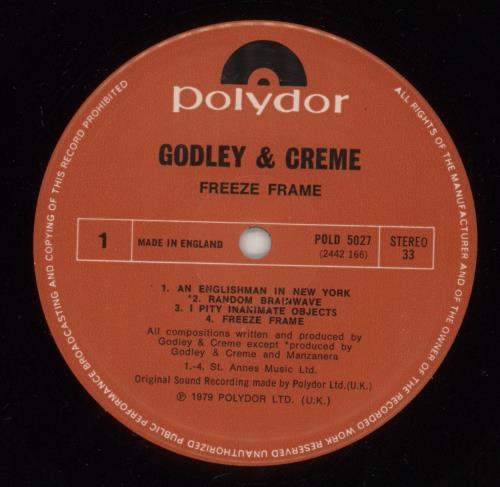 polydor
GODLEY & CREME
FREEZE FRAME
1
MADE IN ENGLAND
POLD 5027
(2442 166)
STEREO
33
1. AN ENGLISHMAN IN NEW YORK
*2. RANDOM BRAINWAVE
3. I PITY INANIMATE OBJECTS
4. FREEZE FRAME
All compositions written and produced by
Godley & Creme except *produced by
Godley & Creme and Manzanera
1.-4. St. Annes Music Ltd.
Original Sound Recording made by Polydor Ltd.(U.K.)
℗ 1979 POLYDOR LTD. (U.K.)
ALL RIGHTS OF THE MANUFACTURER AND OF THE OWNER OF THE RECORDED WORK RESERVED UNAUTHORIZED PUBLIC PERFORMANCE BROADCASTING AND COPYING OF THIS RECORD PROHIBITED